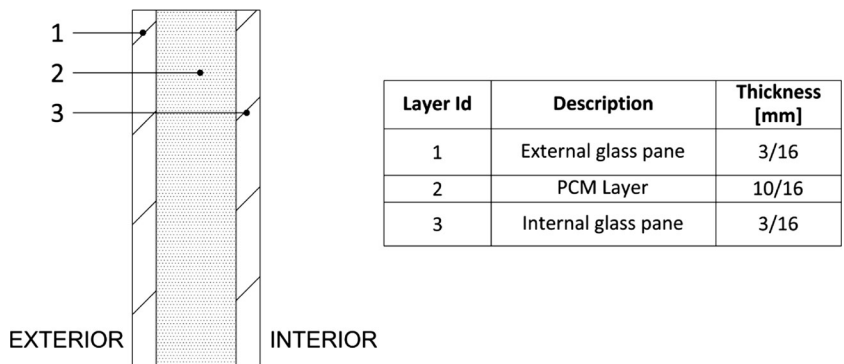 1
2
3
EXTERIOR
INTERIOR
Layer Id Description Thickness
[mm]
1 External glass pane 3/16
2 PCM Layer 10/16
3 Internal glass pane 3/16